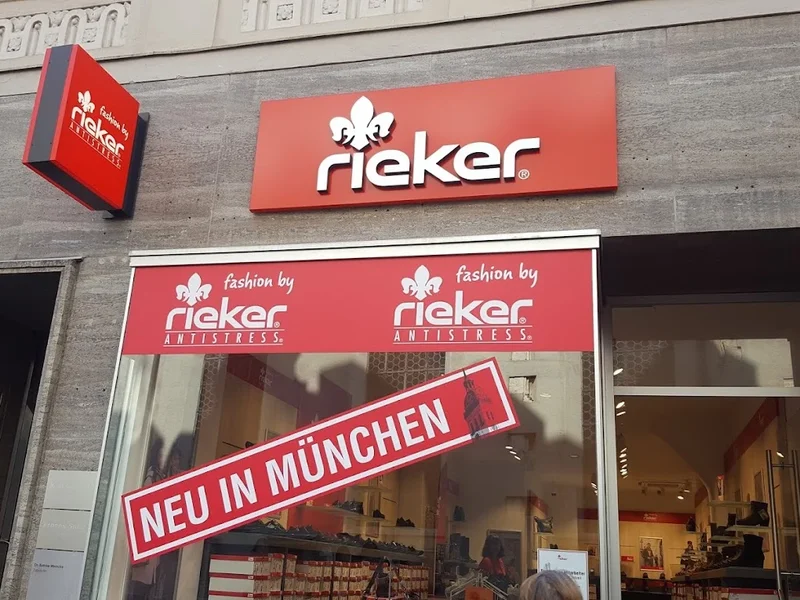 fashion by
rieker
ANTISTRESS®
rieker®
fashion by
rieker®
ANTISTRESS®
fashion by
rieker®
ANTISTRESS®
NEU IN MÜNCHEN